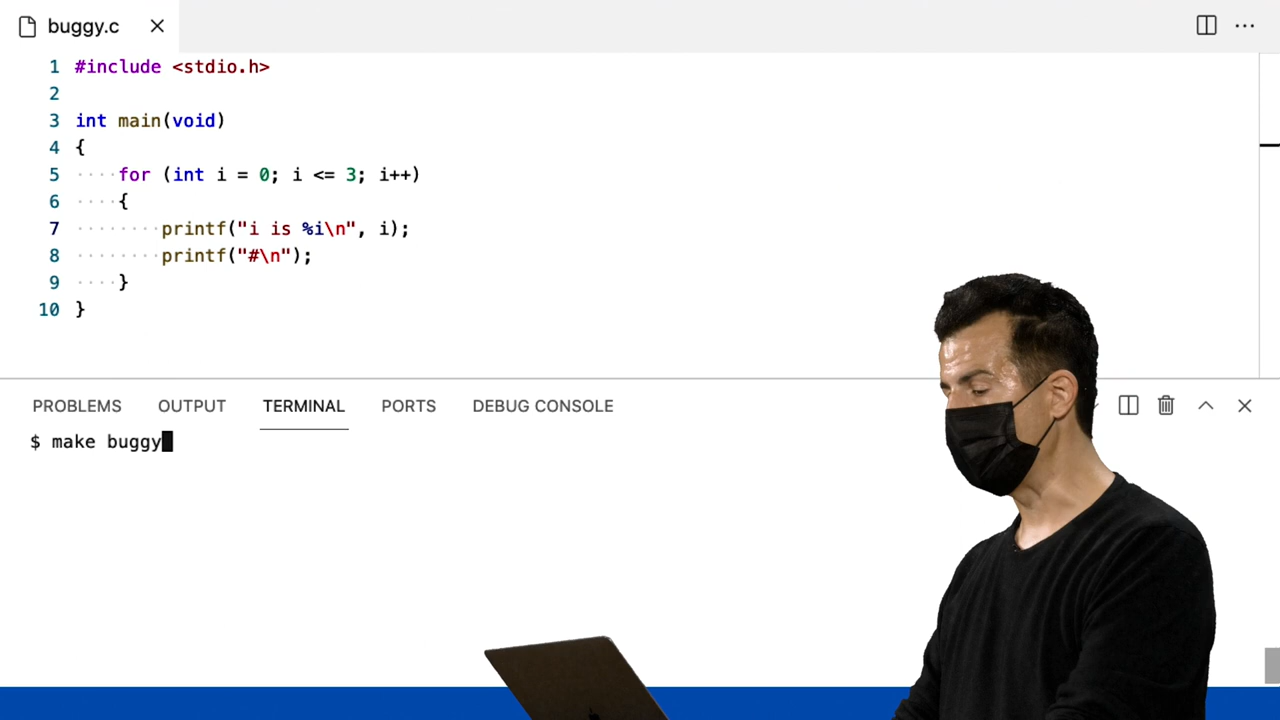 buggy.c
1 #include <stdio.h>
2
3 int main(void)
4 {
5 ····for (int i = 0; i <= 3; i++)
6 ····{
7 ········printf("i is %i\n", i);
8 ········printf("#\n");
9 ····}
10 }
PROBLEMS OUTPUT TERMINAL PORTS DEBUG CONSOLE
$ make buggy